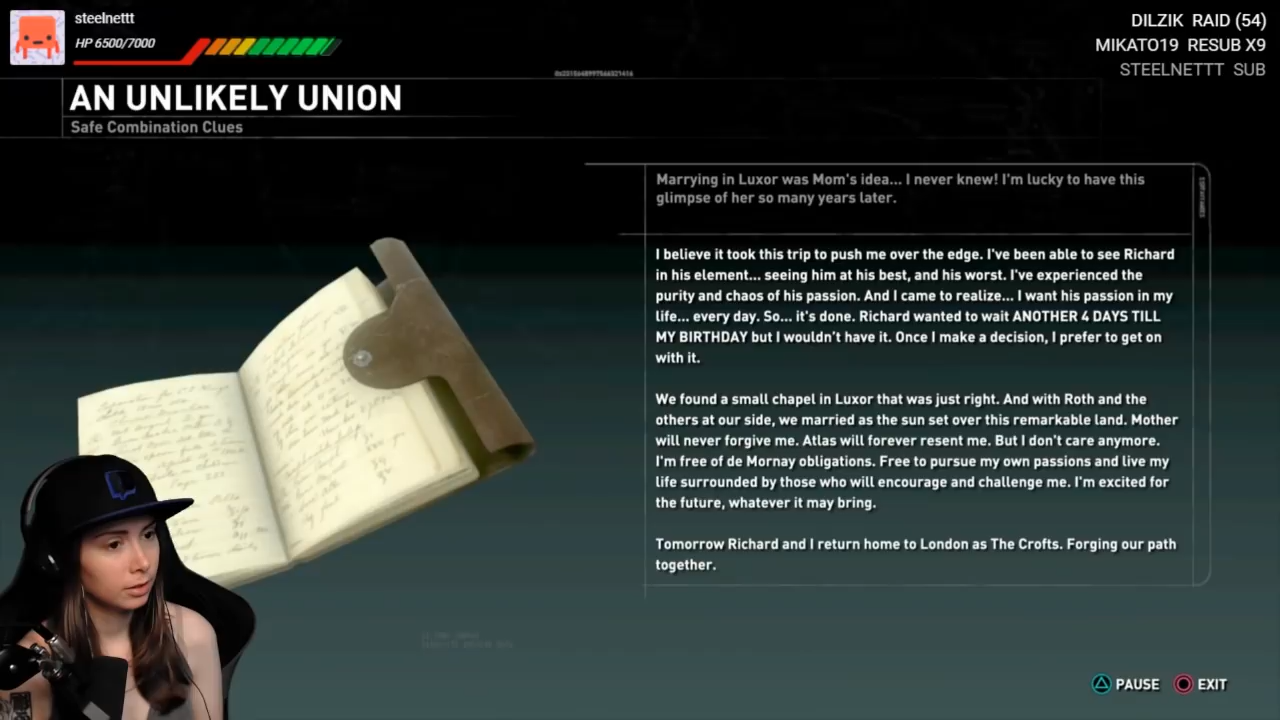 steelnettt
HP 6500/7000
DILZIK RAID (54)
MIKATO19 RESUB X9
STEELNETTT SUB
AN UNLIKELY UNION
Safe Combination Clues
Marrying in Luxor was Mom's idea... I never knew! I'm lucky to have this
glimpse of her so many years later.
I believe it took this trip to push me over the edge. I've been able to see Richard
in his element... seeing him at his best, and his worst. I've experienced the
purity and chaos of his passion. And I came to realize... I want his passion in my
life... every day. So... it's done. Richard wanted to wait ANOTHER 4 DAYS TILL
MY BIRTHDAY but I wouldn't have it. Once I make a decision, I prefer to get on
with it.
We found a small chapel in Luxor that was just right. And with Roth and the
others at our side, we married as the sun set over this remarkable land. Mother
will never forgive me. Atlas will forever resent me. But I don't care anymore.
I'm free of de Mornay obligations. Free to pursue my own passions and live my
life surrounded by those who will encourage and challenge me. I'm excited for
the future, whatever it may bring.
Tomorrow Richard and I return home to London as The Crofts. Forging our path
together.
PAUSE EXIT